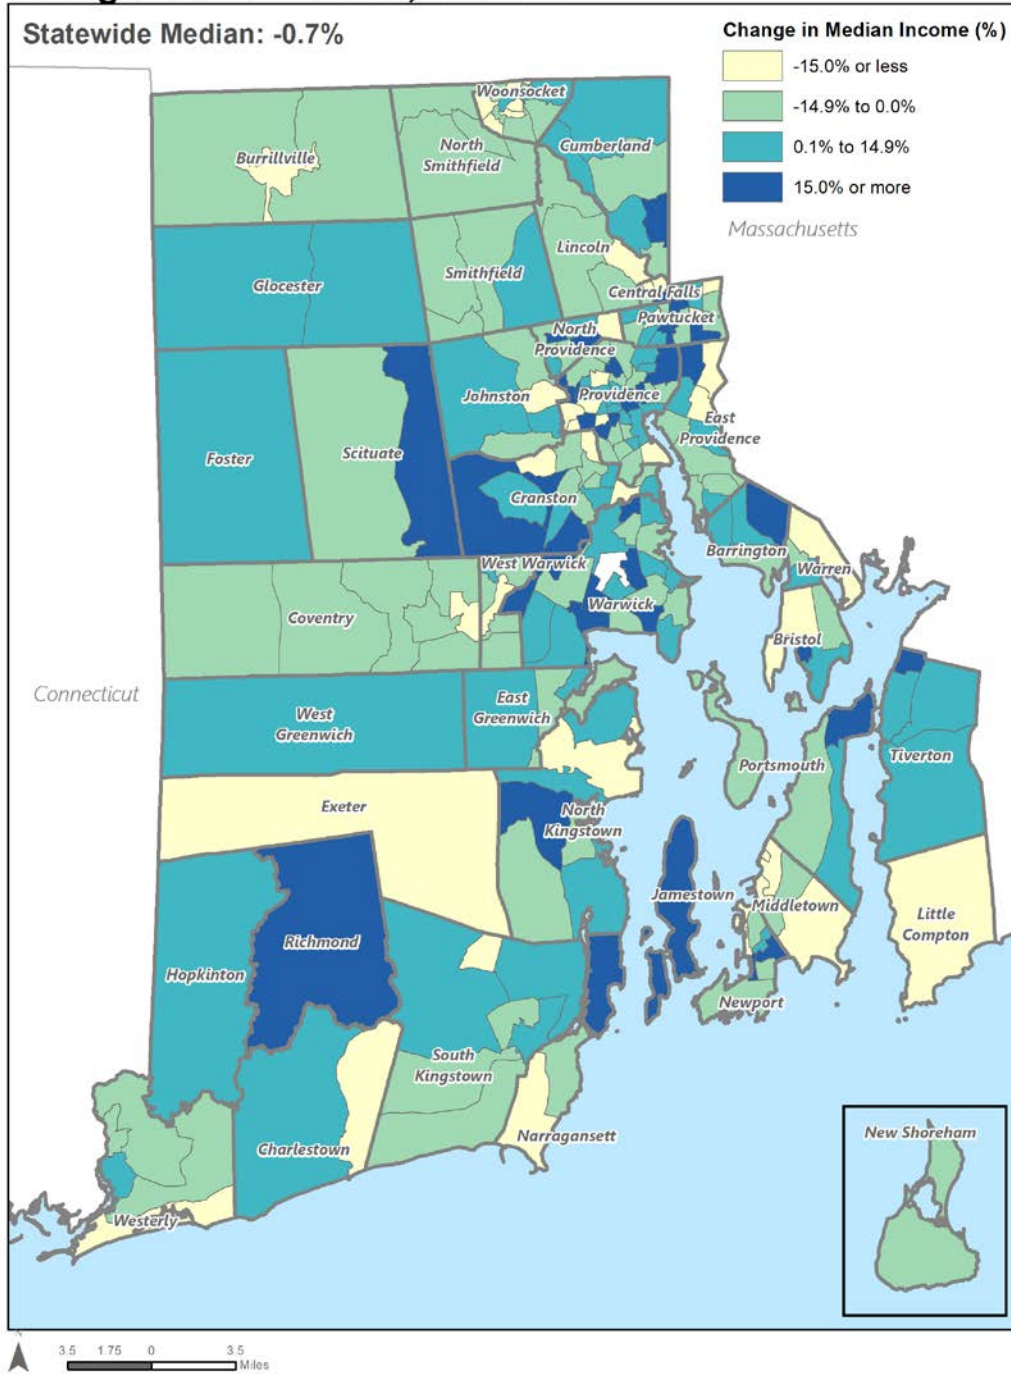 Statewide Median: -0.7%
Change in Median Income (%)
-15.0% or less
-14.9% to 0.0%
0.1% to 14.9%
15.0% or more
Massachusetts
Woonsocket
Burrillville
North
Smithfield
Cumberland
Glocester
Smithfield
Lincoln
Central Falls
Pawtucket
North
Providence
Johnston
Providence
East
Providence
Foster
Scituate
Cranston
Barrington
West Warwick
Warren
Coventry
Warwick
Bristol
Connecticut
West
Greenwich
East
Greenwich
Portsmouth
Tiverton
Exeter
North
Kingstown
Jamestown
Middletown
Little
Compton
Richmond
Hopkinton
Newport
South
Kingstown
Charlestown
Narragansett
New Shoreham
Westerly
3.5 1.75 0 3.5
Miles